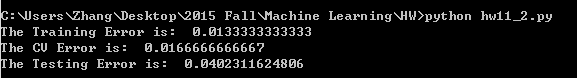 C:\Users\Zhang\Desktop\2015 Fall\Machine Learning\HW>python hw11_2.py
The Training Error is:  0.0133333333333
The CV Error is:  0.0166666666667
The Testing Error is:  0.0402311624806